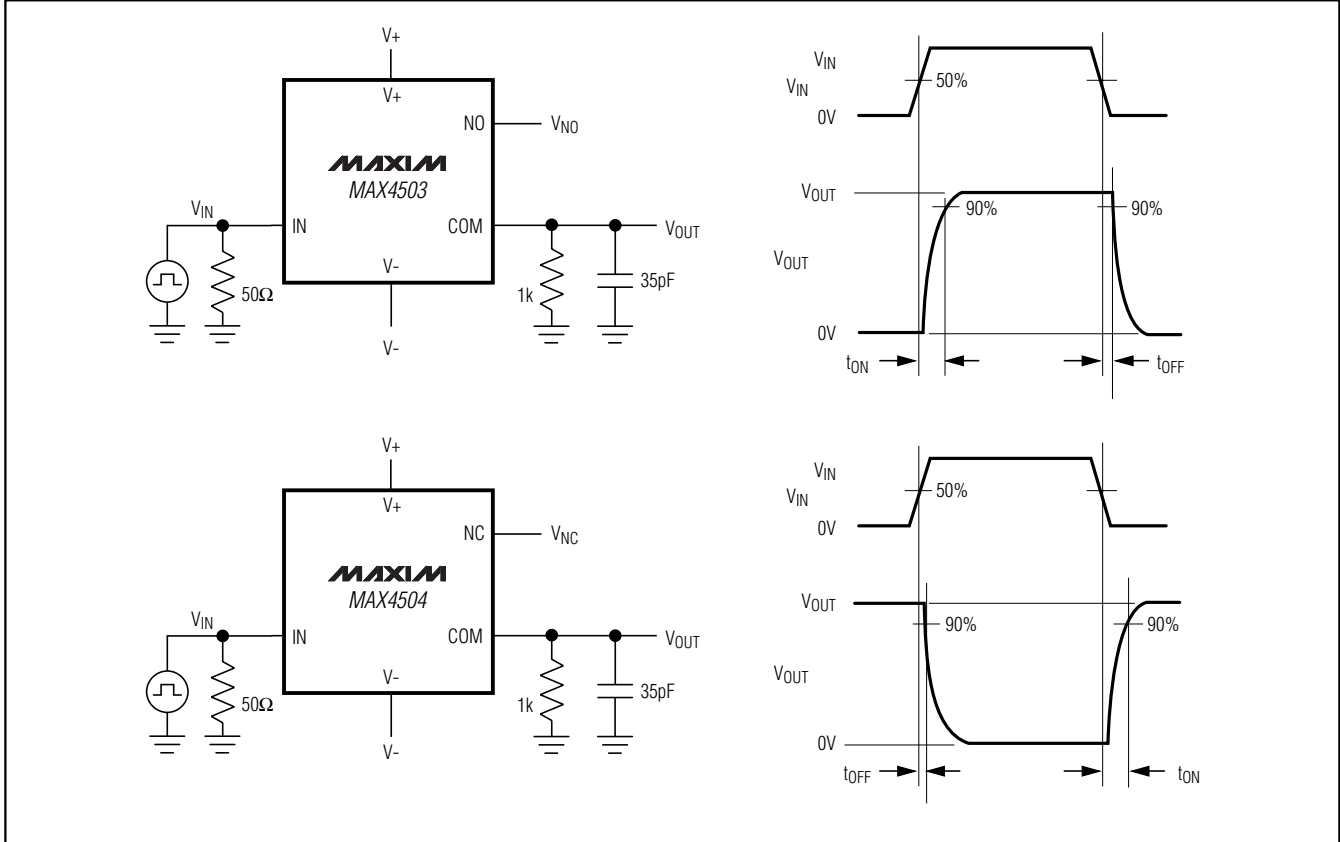 V+
V+
NO
VNO
MAXIM
MAX4503
VIN
IN
COM
VOUT
V-
50Ω
1k
35pF
V-
VIN
VIN
50%
0V
VOUT
90%
90%
VOUT
0V
tON
tOFF
V+
V+
NC
VNC
MAXIM
MAX4504
VIN
IN
COM
VOUT
V-
50Ω
1k
35pF
V-
VIN
VIN
50%
0V
VOUT
90%
90%
VOUT
0V
tOFF
tON